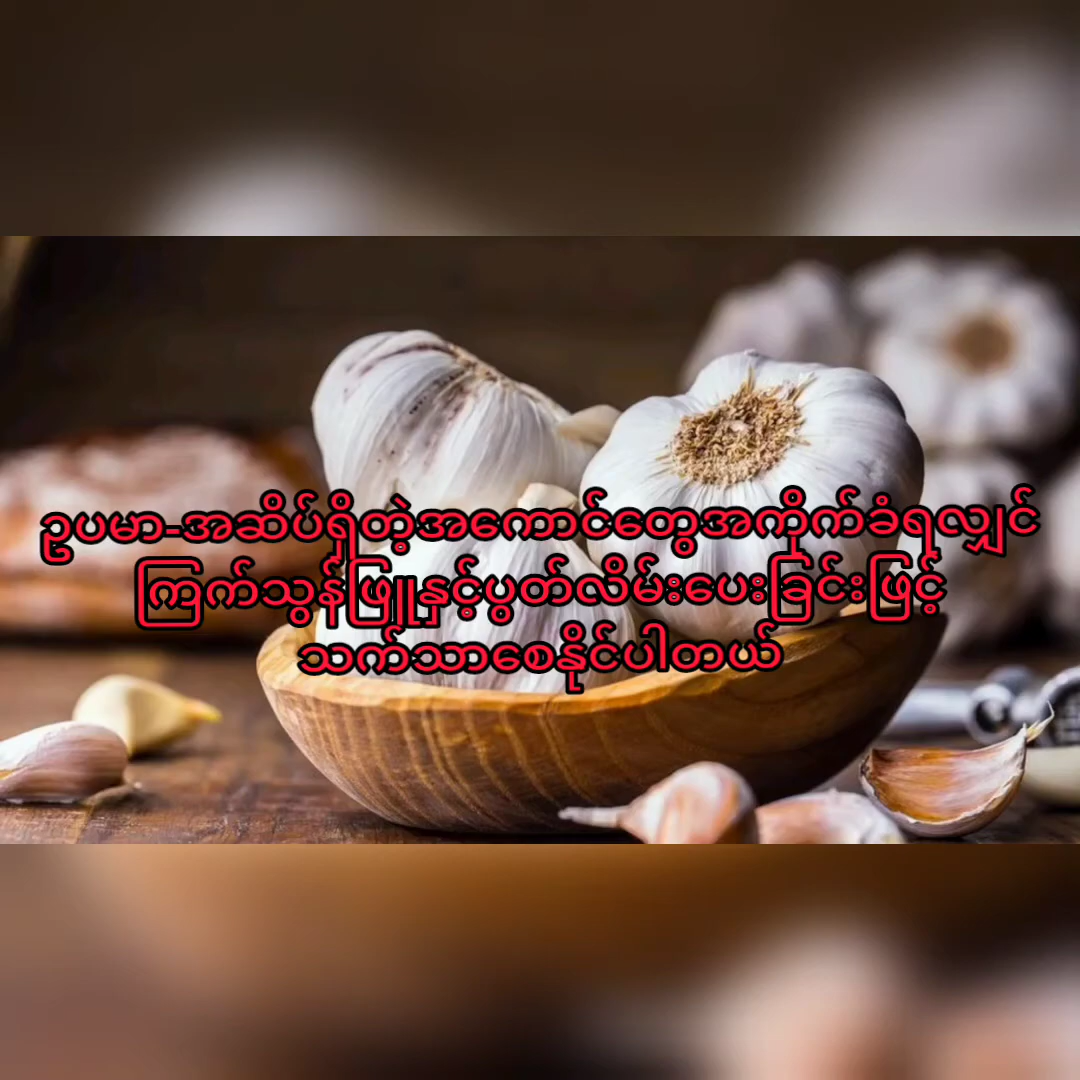 ဥပမာ-အဆိပ်ရှိတဲ့အကောင်တွေအကိုက်ခံရလျှင်
ကြက်သွန်ဖြူနှင့်ပွတ်လိမ်းပေးခြင်းဖြင့်
သက်သာစေနိုင်ပါတယ်